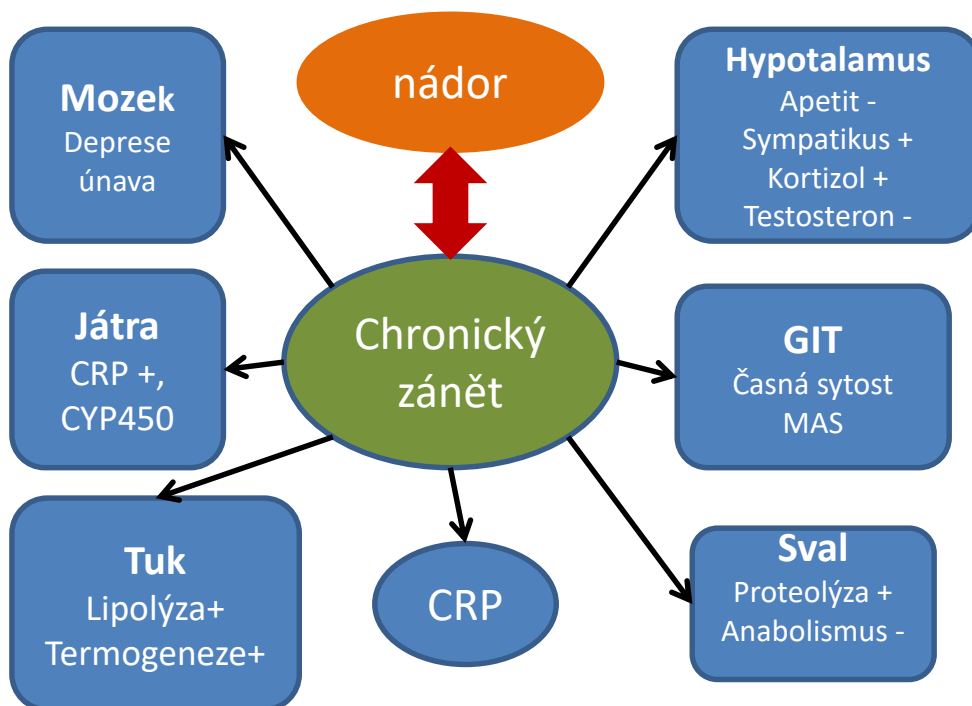 Mozek
Deprese
únava
nádor
Hypotalamus
Apetit -
Sympatikus +
Kortizol +
Testosteron -
Játra
CRP +,
CYP450
Chronický
zánět
GIT
Časná sytost
MAS
Tuk
Lipolýza+
Termogeneze+
CRP
Sval
Proteolýza +
Anabolismus -